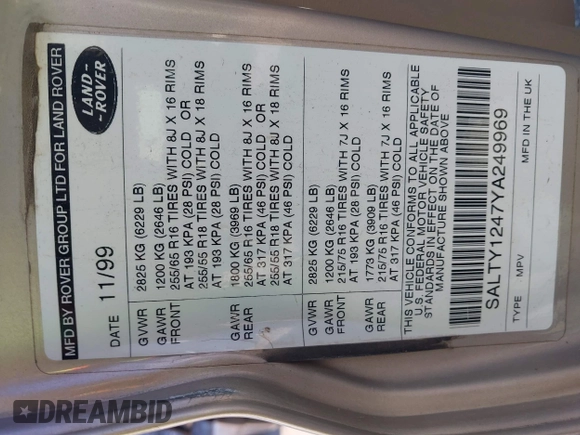 MFD BY ROVER GROUP LTD FOR LAND ROVER
DATE 11/99
LAND-
ROVER
GVWR 2825 KG (6229 LB)
GAWR 1200 KG (2646 LB)
FRONT 255/65 R16 TIRES WITH 8J X 16 RIMS
AT 193 KPA (28 PSI) COLD OR
255/55 R18 TIRES WITH 8J X 18 RIMS
AT 193 KPA (28 PSI) COLD
GAWR 1800 KG (3969 LB)
REAR 255/65 R16 TIRES WITH 8J X 16 RIMS
AT 317 KPA (46 PSI) COLD OR
255/55 R18 TIRES WITH 8J X 18 RIMS
AT 317 KPA (46 PSI) COLD
GVWR 2825 KG (6229 LB)
GAWR 1200 KG (2646 LB)
FRONT 215/75 R16 TIRES WITH 7J X 16 RIMS
AT 193 KPA (28 PSI) COLD
GAWR 1773 KG (3909 LB)
REAR 215/75 R16 TIRES WITH 7J X 16 RIMS
AT 317 KPA (46 PSI) COLD
THIS VEHICLE CONFORMS TO ALL APPLICABLE
U.S. FEDERAL MOTOR VEHICLE SAFETY
STANDARDS IN EFFECT ON THE DATE OF
MANUFACTURE SHOWN ABOVE
SALTY1247YA249969
TYPE MPV MFD IN THE UK
DREAMBID